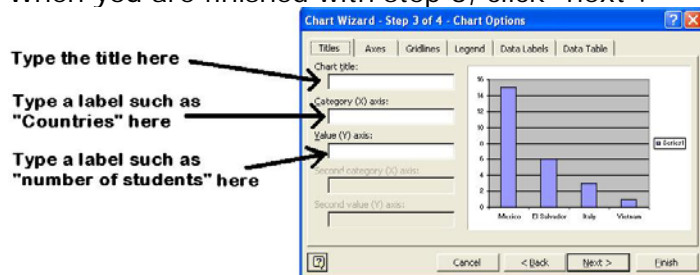 When you are finished with step 3, click "next"!
Chart Wizard - Step 3 of 4 - Chart Options
Titles Axes Gridlines Legend Data Labels Data Table
Type the title here
Chart title:
Type a label such as
"Countries" here
Category (X) axis:
Type a label such as
"number of students" here
Value (Y) axis:
Second category (X) axis:
Second value (Y) axis:
16
14
12
10
8
6
4
2
0
Mexico El Salvador Italy Vietnam
Series1
Cancel < Back Next > Finish